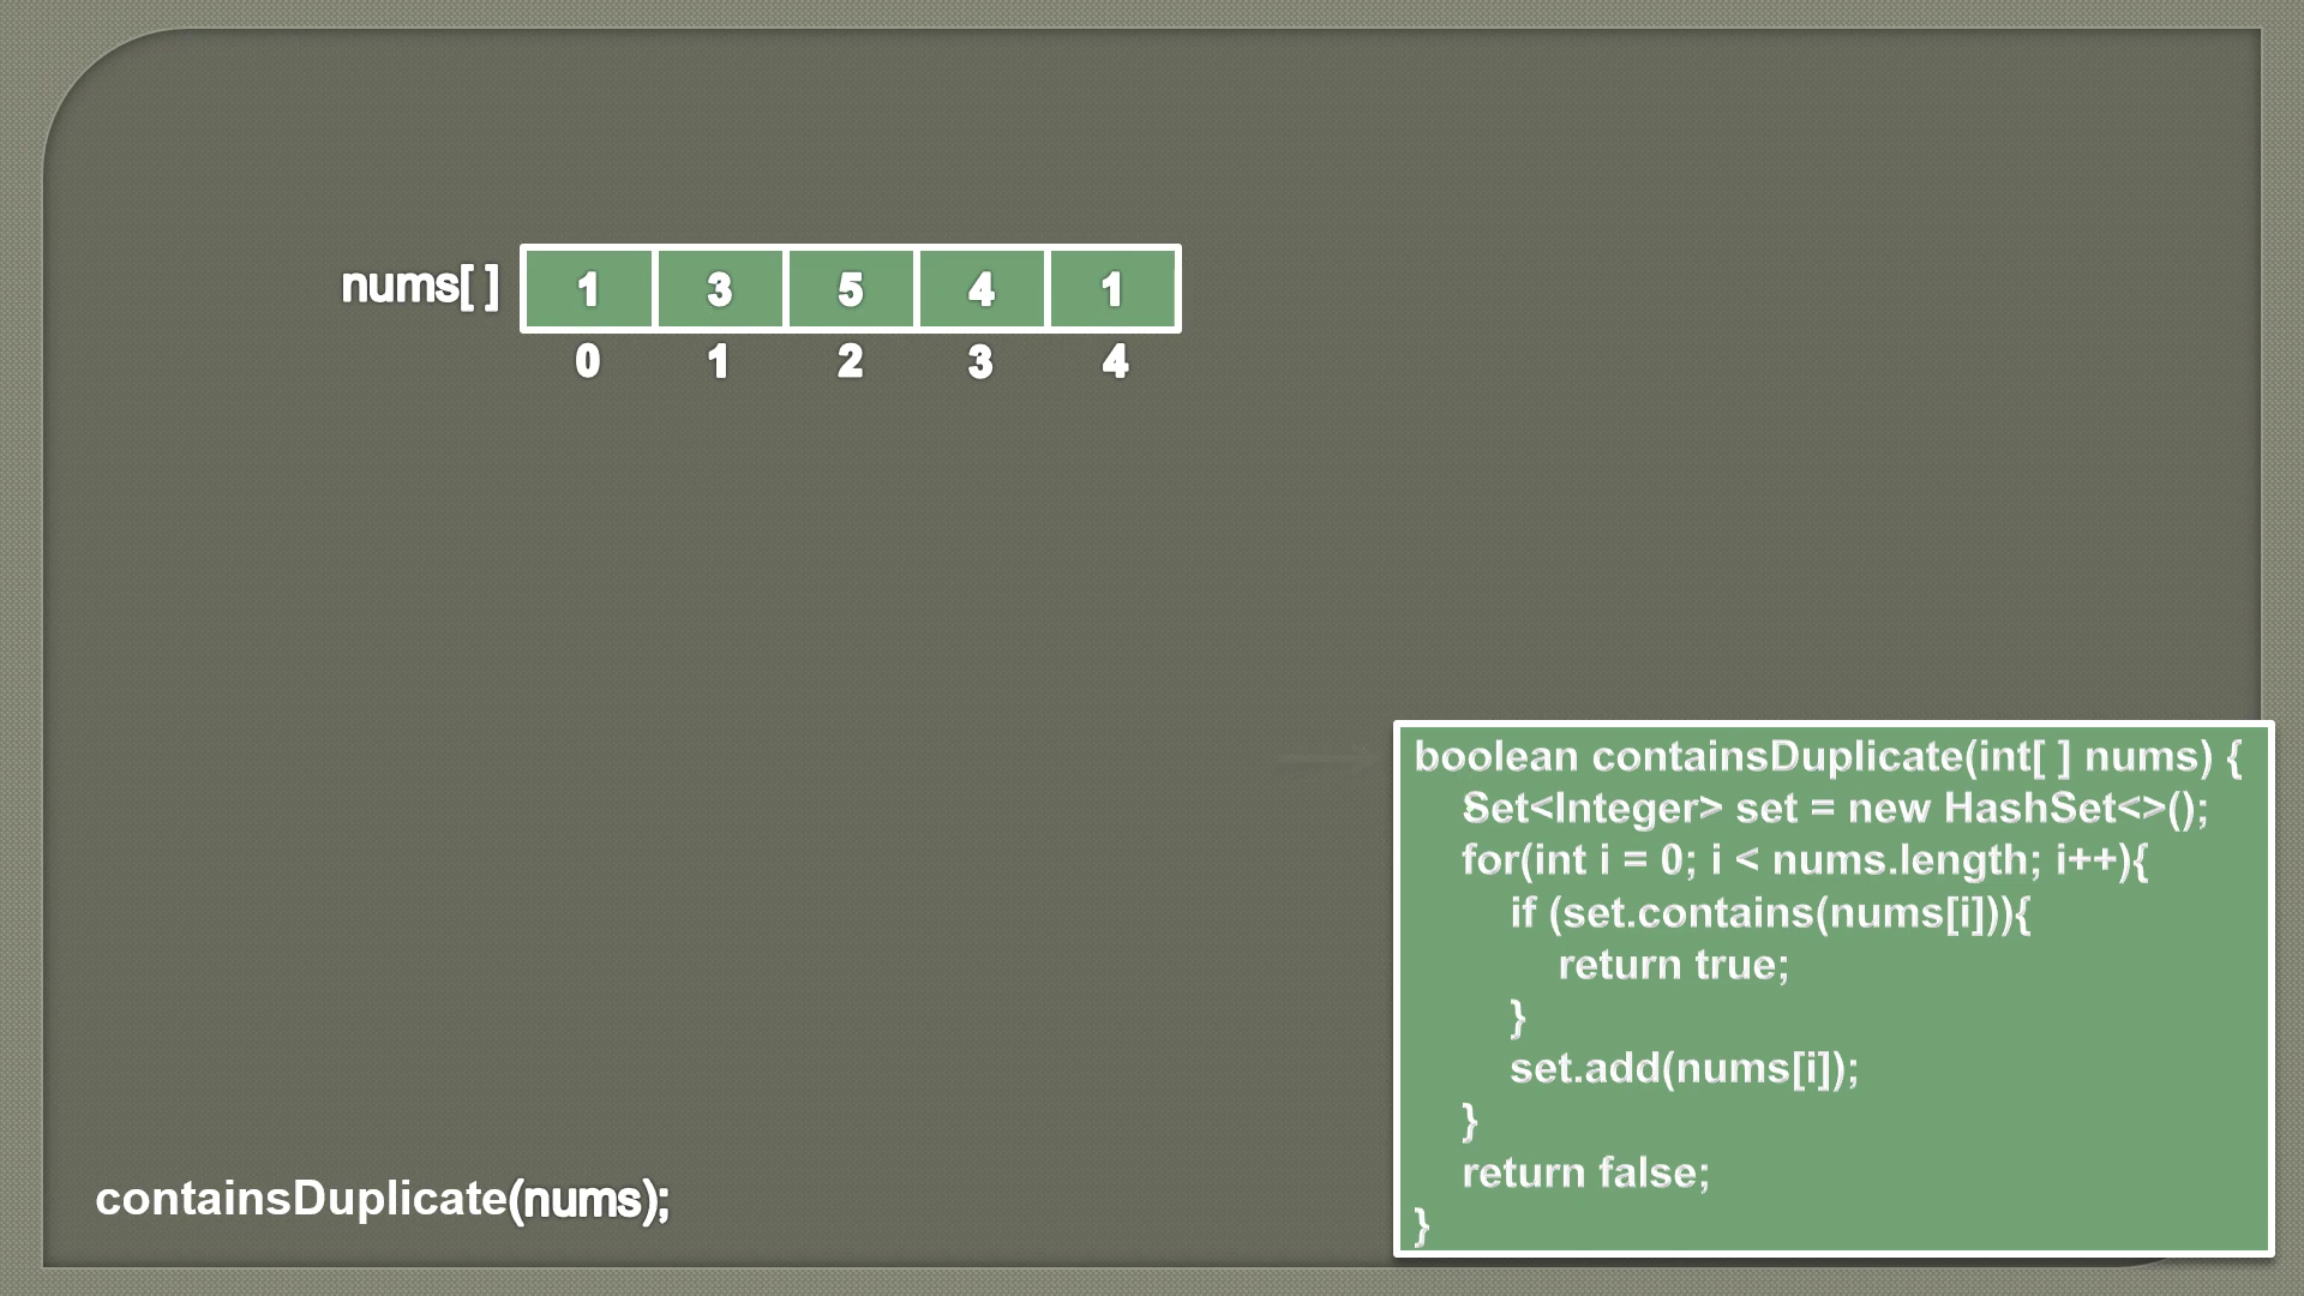 nums[ ] 1 3 5 4 1
0 1 2 3 4
boolean containsDuplicate(int[ ] nums) {
Set<Integer> set = new HashSet<>();
for(int i = 0; i < nums.length; i++){
if (set.contains(nums[i])){
return true;
}
set.add(nums[i]);
}
return false;
}
containsDuplicate(nums);